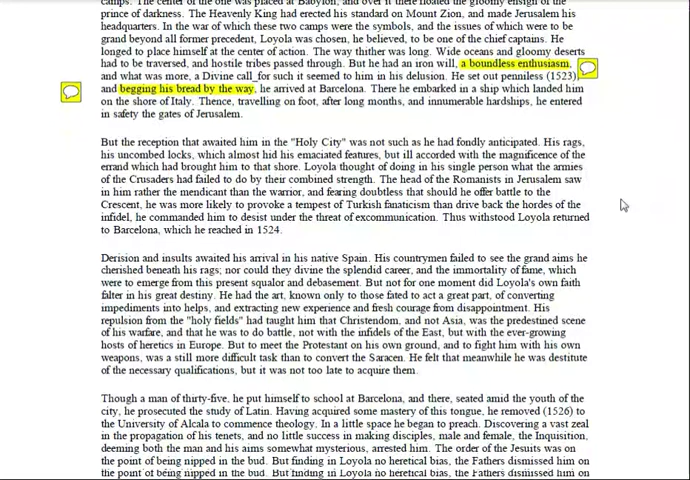 camps. The center of the one was placed at Babylon, and over it there floated the gloomy ensign of the
prince of darkness. The Heavenly King had erected his standard on Mount Zion, and made Jerusalem his
headquarters. In the war of which these two camps were the symbols, and the issues of which were to be
grand beyond all former precedent, Loyola was chosen, he believed, to be one of the chief captains. He
longed to place himself at the center of action. The way thither was long. Wide oceans and gloomy deserts
had to be traversed, and hostile tribes passed through. But he had an iron will, a boundless enthusiasm,
and what was more, a Divine call_for such it seemed to him in his delusion. He set out penniless (1523),
and begging his bread by the way, he arrived at Barcelona. There he embarked in a ship which landed him
on the shore of Italy. Thence, travelling on foot, after long months, and innumerable hardships, he entered
in safety the gates of Jerusalem.
But the reception that awaited him in the "Holy City" was not such as he had fondly anticipated. His rags,
his uncombed locks, which almost hid his emaciated features, but ill accorded with the magnificence of the
errand which had brought him to that shore. Loyola thought of doing in his single person what the armies
of the Crusaders had failed to do by their combined strength. The head of the Romanists in Jerusalem saw
in him rather the mendicant than the warrior, and fearing doubtless that should he offer battle to the
Crescent, he was more likely to provoke a tempest of Turkish fanaticism than drive back the hordes of the
infidel, he commanded him to desist under the threat of excommunication. Thus withstood Loyola returned
to Barcelona, which he reached in 1524.
Derision and insults awaited his arrival in his native Spain. His countrymen failed to see the grand aims he
cherished beneath his rags; nor could they divine the splendid career, and the immortality of fame, which
were to emerge from this present squalor and debasement. But not for one moment did Loyola's own faith
falter in his great destiny. He had the art, known only to those fated to act a great part, of converting
impediments into helps, and extracting new experience and fresh courage from disappointment. His
repulsion from the "holy fields" had taught him that Christendom, and not Asia, was the predestined scene
of his warfare, and that he was to do battle, not with the infidels of the East, but with the ever-growing
hosts of heretics in Europe. But to meet the Protestant on his own ground, and to fight him with his own
weapons, was a still more difficult task than to convert the Saracen. He felt that meanwhile he was destitute
of the necessary qualifications, but it was not too late to acquire them.
Though a man of thirty-five, he put himself to school at Barcelona, and there, seated amid the youth of the
city, he prosecuted the study of Latin. Having acquired some mastery of this tongue, he removed (1526) to
the University of Alcala to commence theology. In a little space he began to preach. Discovering a vast zeal
in the propagation of his tenets, and no little success in making disciples, male and female, the Inquisition,
deeming both the man and his aims somewhat mysterious, arrested him. The order of the Jesuits was on
the point of being nipped in the bud. But finding in Loyola no heretical bias, the Fathers dismissed him on
the point of being nipped in the bud. But finding in Loyola no heretical bias, the Fathers dismissed him on